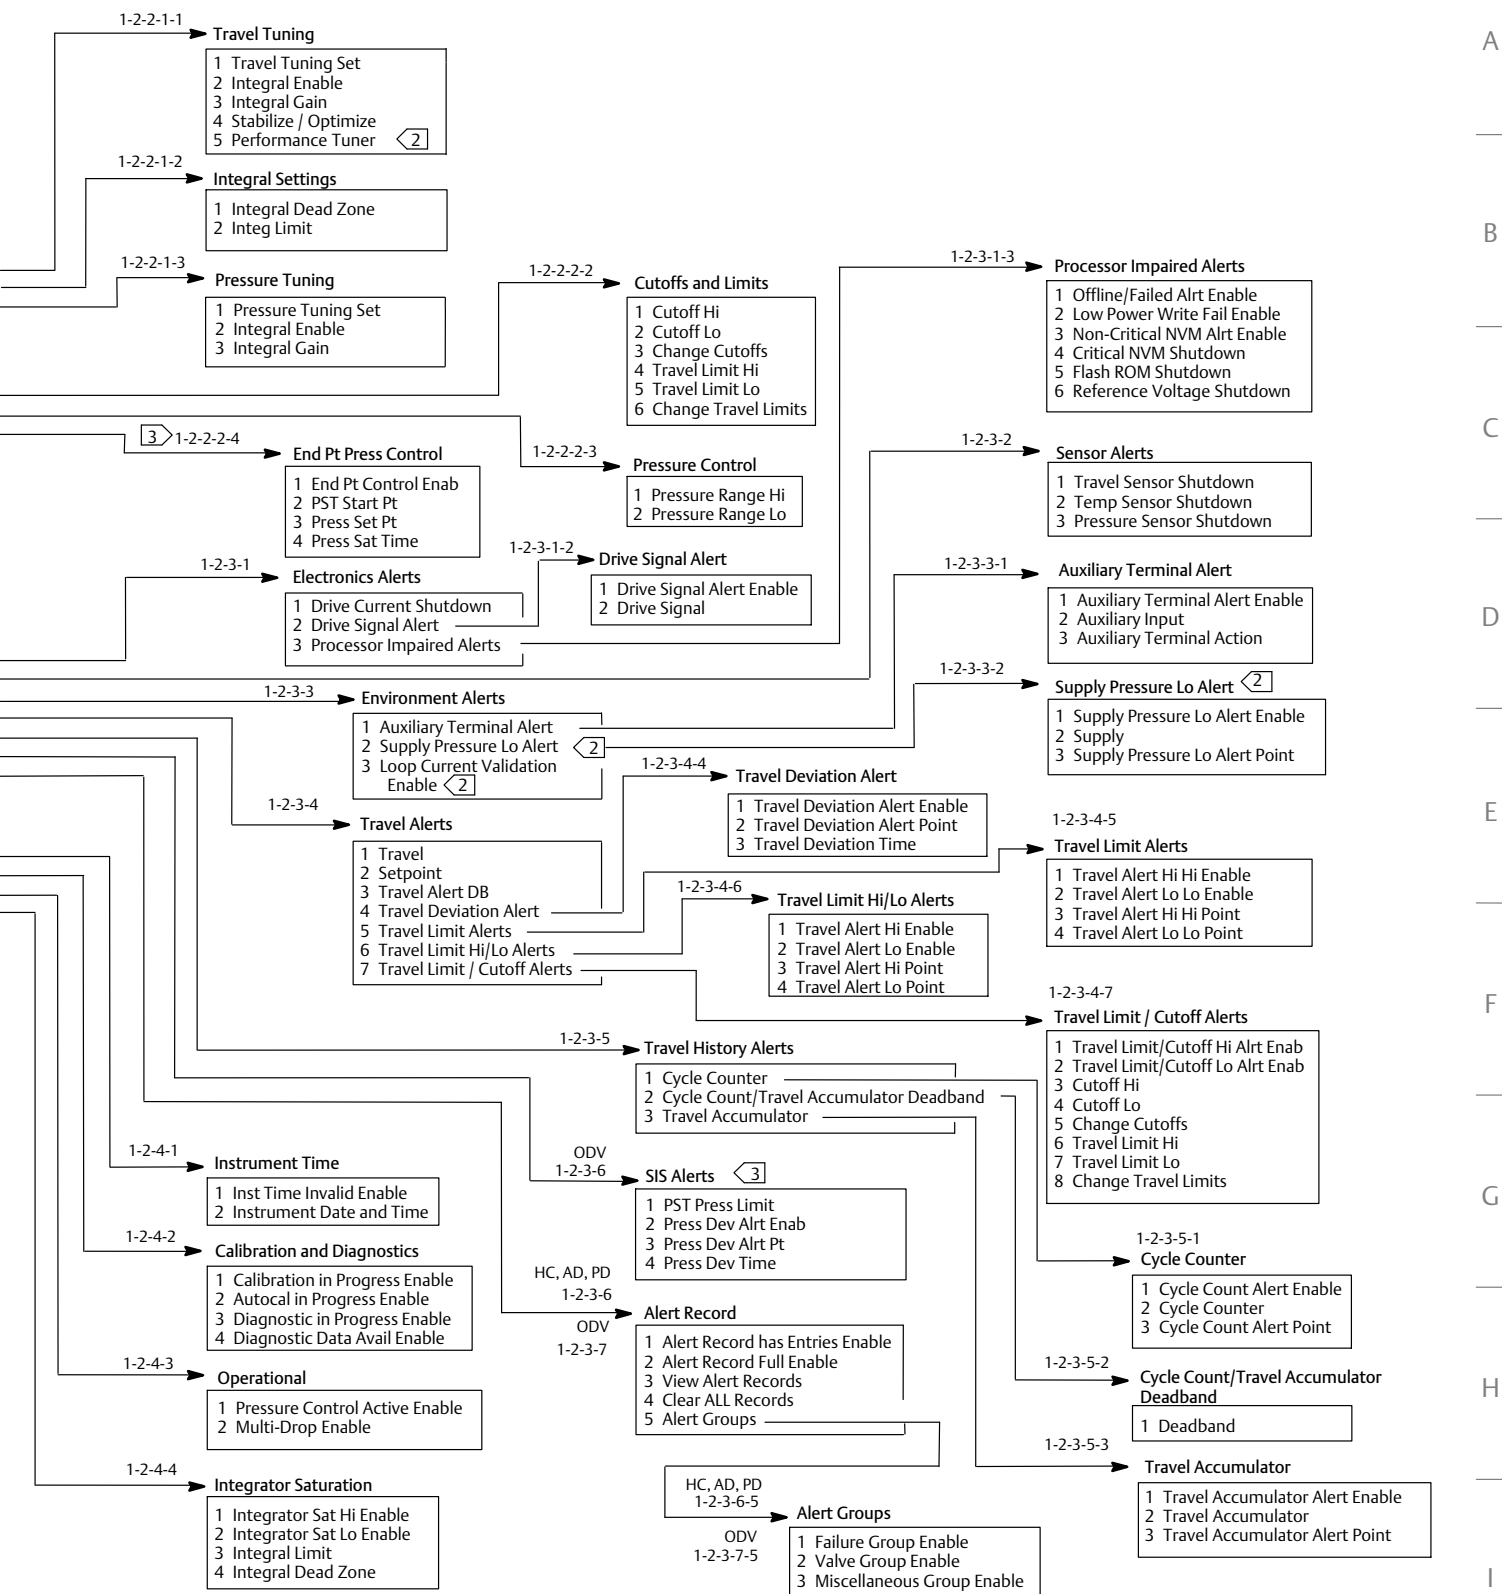 1-2-2-1-1
Travel Tuning
1 Travel Tuning Set
2 Integral Enable
3 Integral Gain
4 Stabilize / Optimize
5 Performance Tuner 2
1-2-2-1-2
Integral Settings
1 Integral Dead Zone
2 Integ Limit
1-2-2-1-3
Pressure Tuning
1 Pressure Tuning Set
2 Integral Enable
3 Integral Gain
1-2-2-2-2
Cutoffs and Limits
1 Cutoff Hi
2 Cutoff Lo
3 Change Cutoffs
4 Travel Limit Hi
5 Travel Limit Lo
6 Change Travel Limits
1-2-3-1-3
Processor Impaired Alerts
1 Offline/Failed Alrt Enable
2 Low Power Write Fail Enable
3 Non-Critical NVM Alrt Enable
4 Critical NVM Shutdown
5 Flash ROM Shutdown
6 Reference Voltage Shutdown
3 1-2-2-2-4
End Pt Press Control
1 End Pt Control Enab
2 PST Start Pt
3 Press Set Pt
4 Press Sat Time
1-2-2-2-3
Pressure Control
1 Pressure Range Hi
2 Pressure Range Lo
1-2-3-2
Sensor Alerts
1 Travel Sensor Shutdown
2 Temp Sensor Shutdown
3 Pressure Sensor Shutdown
1-2-3-1
Electronics Alerts
1 Drive Current Shutdown
2 Drive Signal Alert
3 Processor Impaired Alerts
1-2-3-1-2
Drive Signal Alert
1 Drive Signal Alert Enable
2 Drive Signal
1-2-3-3-1
Auxiliary Terminal Alert
1 Auxiliary Terminal Alert Enable
2 Auxiliary Input
3 Auxiliary Terminal Action
1-2-3-3
Environment Alerts
1 Auxiliary Terminal Alert
2 Supply Pressure Lo Alert 2
3 Loop Current Validation
Enable 2
1-2-3-3-2
Supply Pressure Lo Alert 2
1 Supply Pressure Lo Alert Enable
2 Supply
3 Supply Pressure Lo Alert Point
1-2-3-4
Travel Alerts
1 Travel
2 Setpoint
3 Travel Alert DB
4 Travel Deviation Alert
5 Travel Limit Alerts
6 Travel Limit Hi/Lo Alerts
7 Travel Limit / Cutoff Alerts
1-2-3-4-4
Travel Deviation Alert
1 Travel Deviation Alert Enable
2 Travel Deviation Alert Point
3 Travel Deviation Time
1-2-3-4-5
Travel Limit Alerts
1 Travel Alert Hi Hi Enable
2 Travel Alert Lo Lo Enable
3 Travel Alert Hi Hi Point
4 Travel Alert Lo Lo Point
1-2-3-4-6
Travel Limit Hi/Lo Alerts
1 Travel Alert Hi Enable
2 Travel Alert Lo Enable
3 Travel Alert Hi Point
4 Travel Alert Lo Point
1-2-3-4-7
Travel Limit / Cutoff Alerts
1 Travel Limit/Cutoff Hi Alrt Enab
2 Travel Limit/Cutoff Lo Alrt Enab
3 Cutoff Hi
4 Cutoff Lo
5 Change Cutoffs
6 Travel Limit Hi
7 Travel Limit Lo
8 Change Travel Limits
1-2-3-5
Travel History Alerts
1 Cycle Counter
2 Cycle Count/Travel Accumulator Deadband
3 Travel Accumulator
1-2-4-1
Instrument Time
1 Inst Time Invalid Enable
2 Instrument Date and Time
ODV
1-2-3-6
SIS Alerts 3
1 PST Press Limit
2 Press Dev Alrt Enab
3 Press Dev Alrt Pt
4 Press Dev Time
1-2-4-2
Calibration and Diagnostics
1 Calibration in Progress Enable
2 Autocal in Progress Enable
3 Diagnostic in Progress Enable
4 Diagnostic Data Avail Enable
1-2-3-5-1
Cycle Counter
1 Cycle Count Alert Enable
2 Cycle Counter
3 Cycle Count Alert Point
HC, AD, PD
1-2-3-6
ODV
1-2-3-7
Alert Record
1 Alert Record has Entries Enable
2 Alert Record Full Enable
3 View Alert Records
4 Clear ALL Records
5 Alert Groups
1-2-4-3
Operational
1 Pressure Control Active Enable
2 Multi-Drop Enable
1-2-3-5-2
Cycle Count/Travel Accumulator
Deadband
1 Deadband
1-2-4-4
Integrator Saturation
1 Integrator Sat Hi Enable
2 Integrator Sat Lo Enable
3 Integral Limit
4 Integral Dead Zone
HC, AD, PD
1-2-3-6-5
ODV
1-2-3-7-5
Alert Groups
1 Failure Group Enable
2 Valve Group Enable
3 Miscellaneous Group Enable
1-2-3-5-3
Travel Accumulator
1 Travel Accumulator Alert Enable
2 Travel Accumulator
3 Travel Accumulator Alert Point
A
B
C
D
E
F
G
H
I